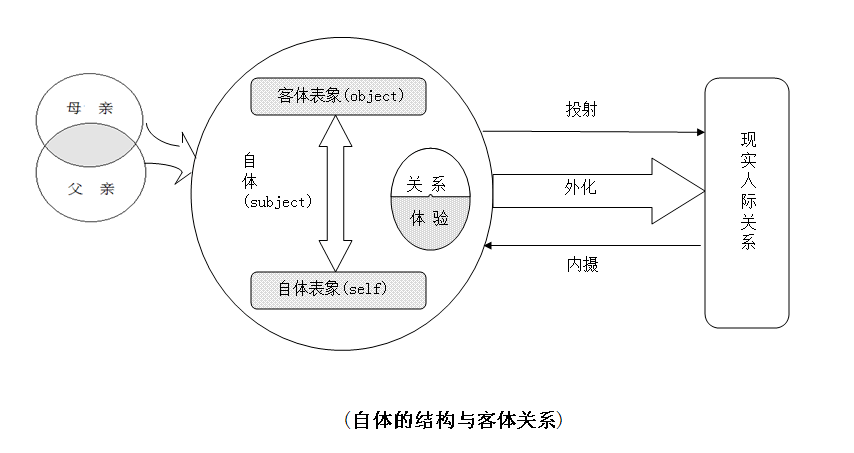 母 亲
父 亲
客体表象(object)
自
体
(subject)
关 系
体 验
自体表象(self)
投射
外化
内摄
现
实
人
际
关
系
(自体的结构与客体关系)